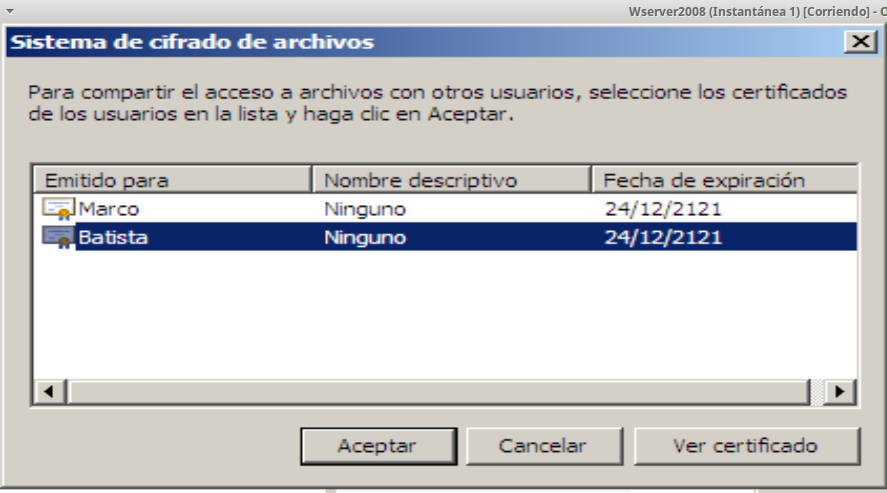 Wserver2008 (Instantánea 1) [Corriendo] - O
Sistema de cifrado de archivos
Para compartir el acceso a archivos con otros usuarios, seleccione los certificados
de los usuarios en la lista y haga clic en Aceptar.
Emitido para Nombre descriptivo Fecha de expiración
Marco Ninguno 24/12/2121
Batista Ninguno 24/12/2121
Aceptar Cancelar Ver certificado